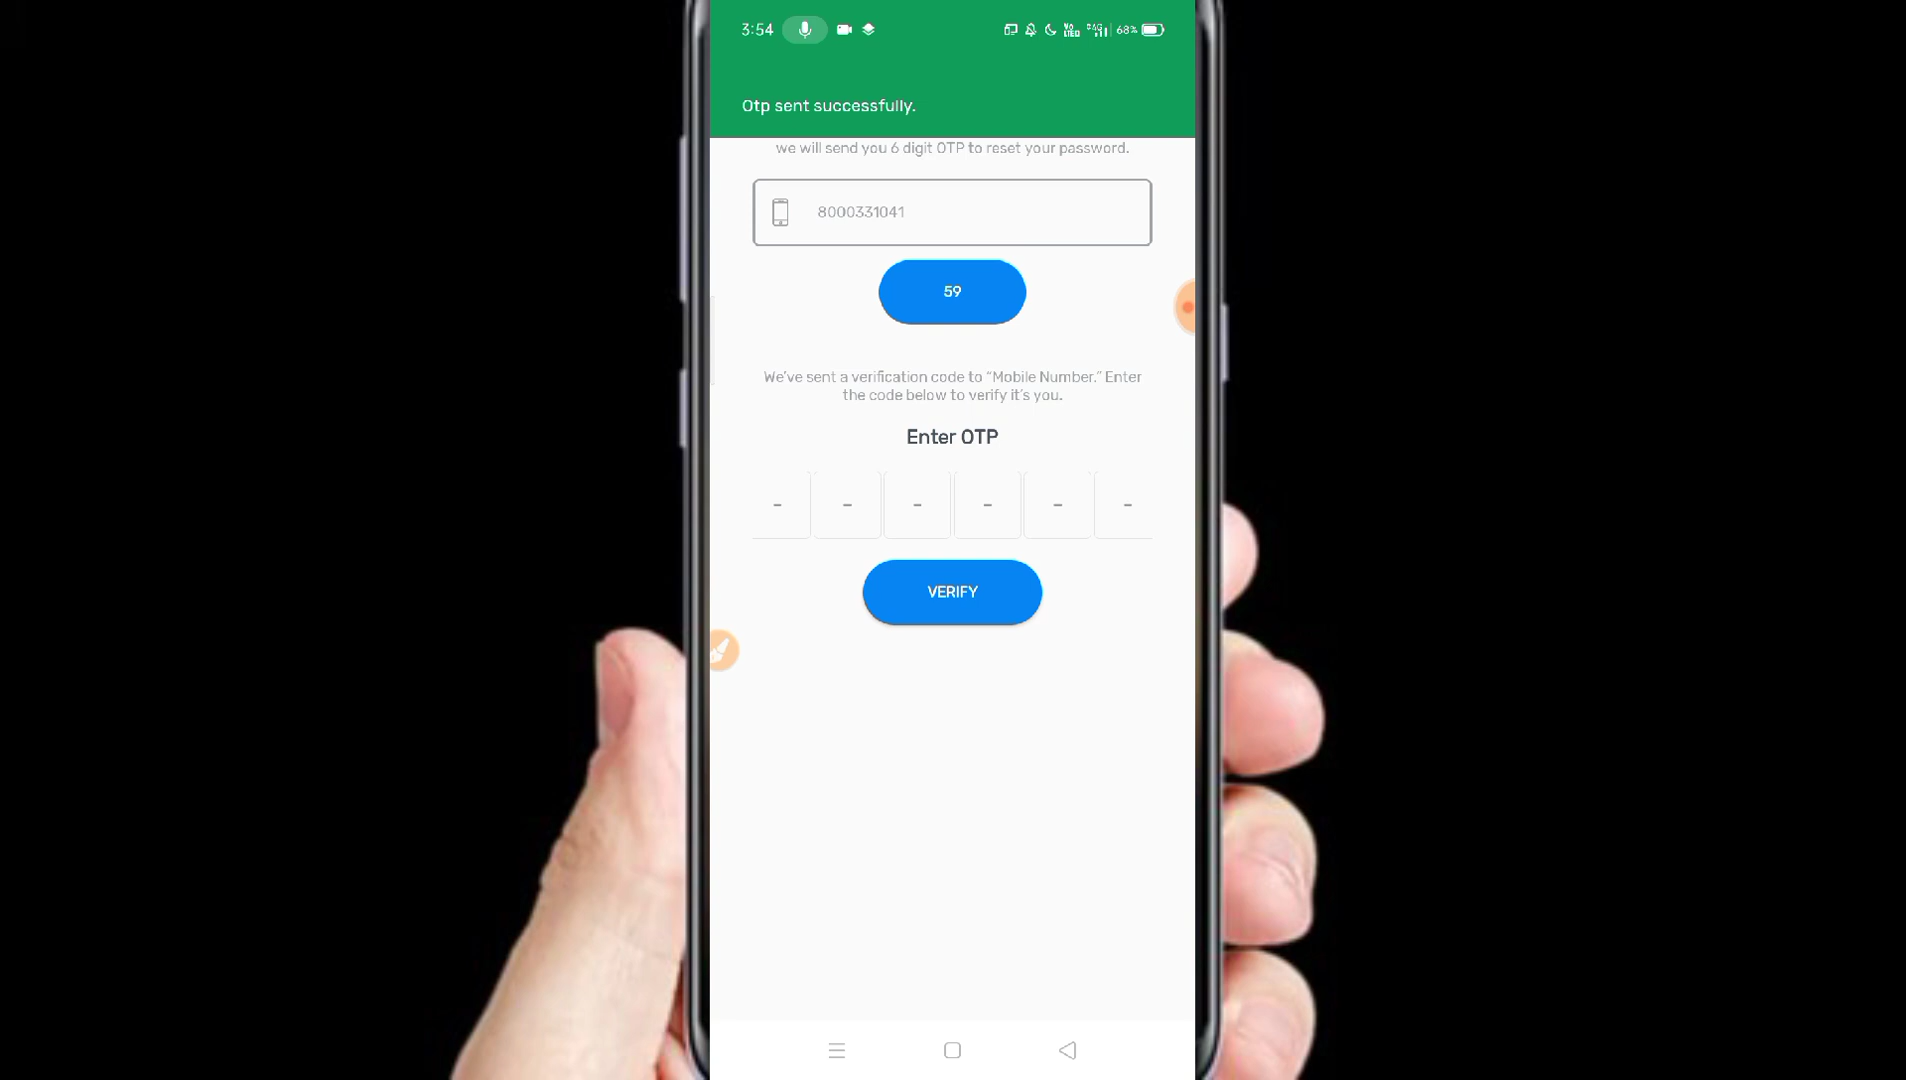 3:54
68%
Otp sent successfully.
we will send you 6 digit OTP to reset your password.
8000331041
59
We've sent a verification code to “Mobile Number.” Enter
the code below to verify it's you.
Enter OTP
- - - - - -
VERIFY